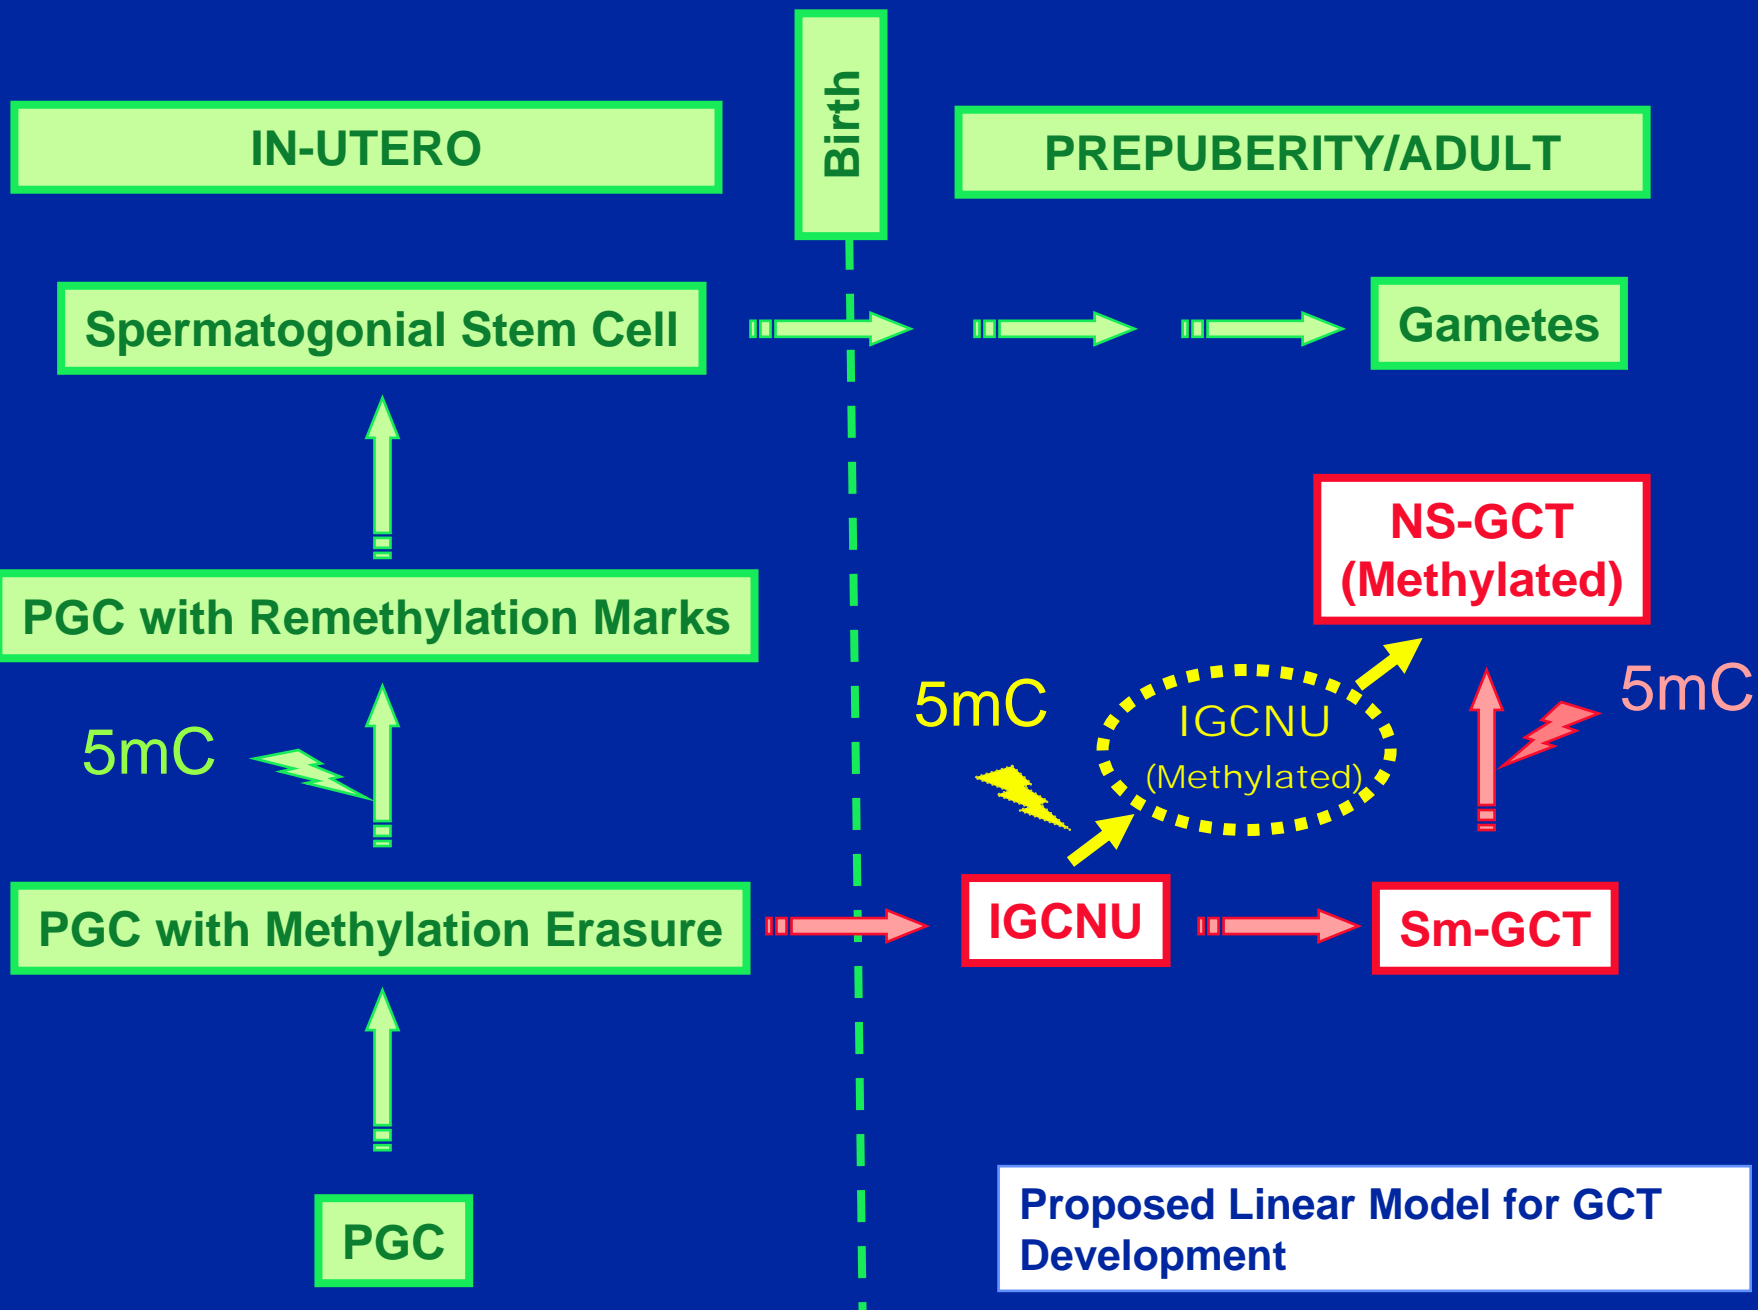 IN-UTERO
Birth
PREPUBERITY/ADULT
Spermatogonial Stem Cell
Gametes
NS-GCT
(Methylated)
PGC with Remethylation Marks
5mC
5mC
IGCNU
(Methylated)
5mC
PGC with Methylation Erasure
IGCNU
Sm-GCT
PGC
Proposed Linear Model for GCT
Development